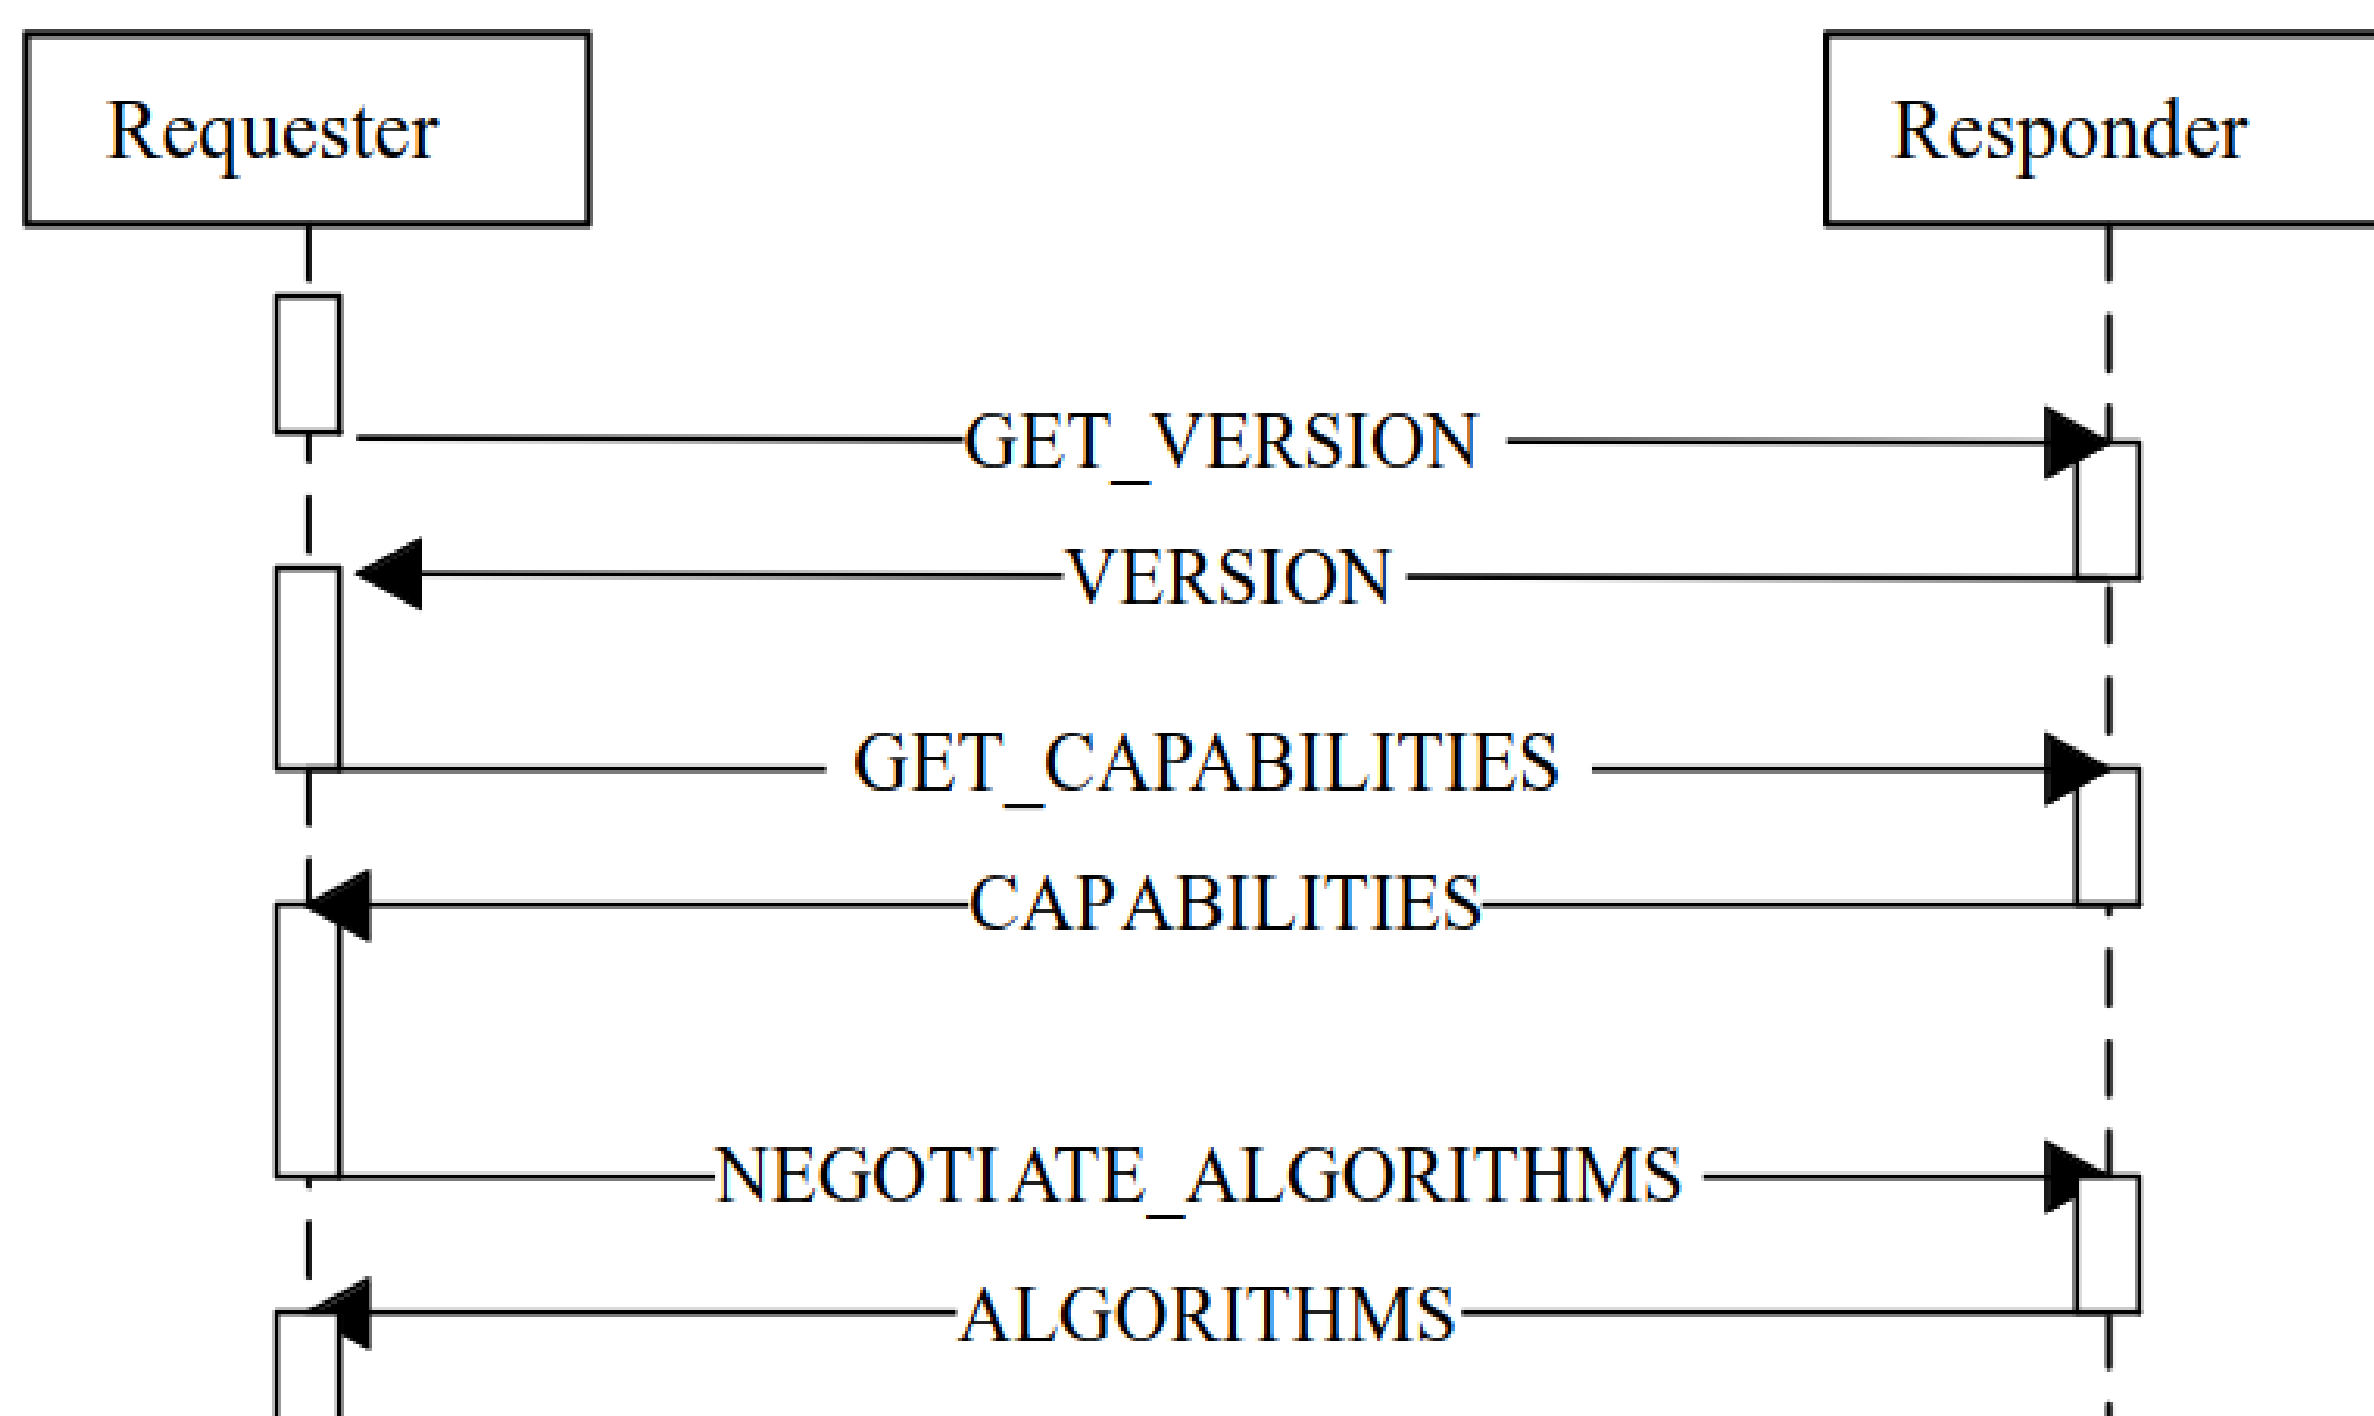 Requester
Responder
GET_VERSION
VERSION
GET_CAPABILITIES
CAPABILITIES
NEGOTIATE_ALGORITHMS
ALGORITHMS